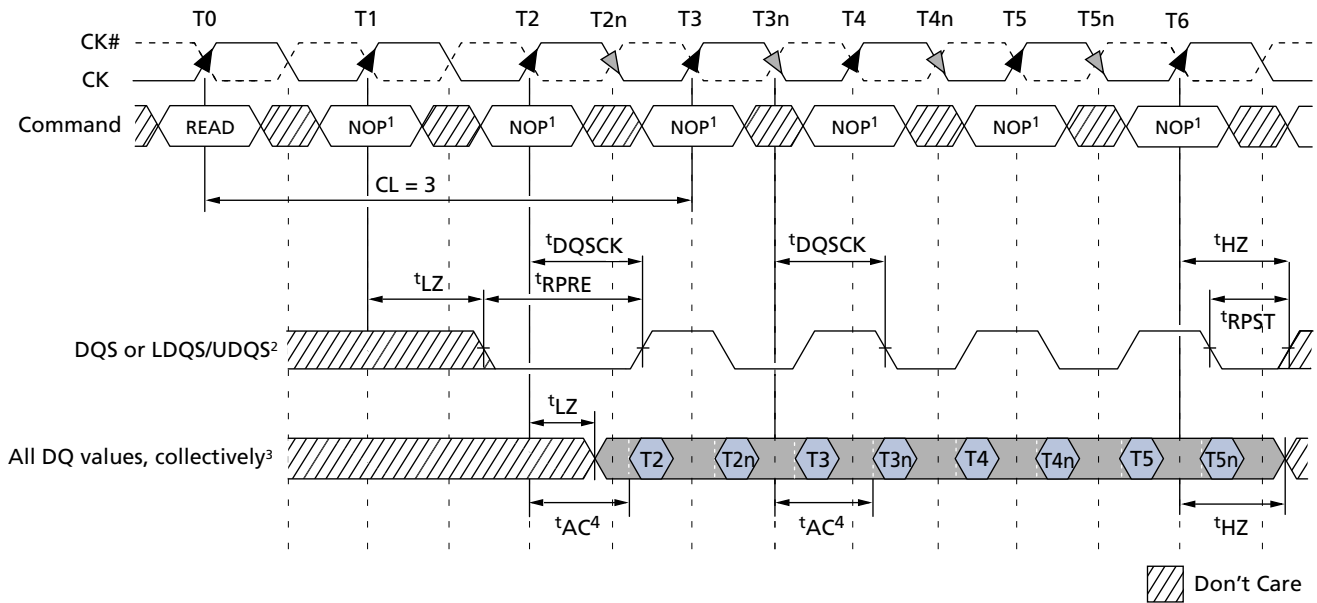 T0 T1 T2 T2n T3 T3n T4 T4n T5 T5n T6
CK#
CK
Command READ NOP¹ NOP¹ NOP¹ NOP¹ NOP¹ NOP¹
CL = 3
ᵗDQSCK ᵗDQSCK ᵗHZ
ᵗLZ ᵗRPRE
ᵗRPST
DQS or LDQS/UDQS²
ᵗLZ
All DQ values, collectively³ T2 T2n T3 T3n T4 T4n T5 T5n
ᵗAC⁴ ᵗAC⁴ ᵗHZ
Don't Care